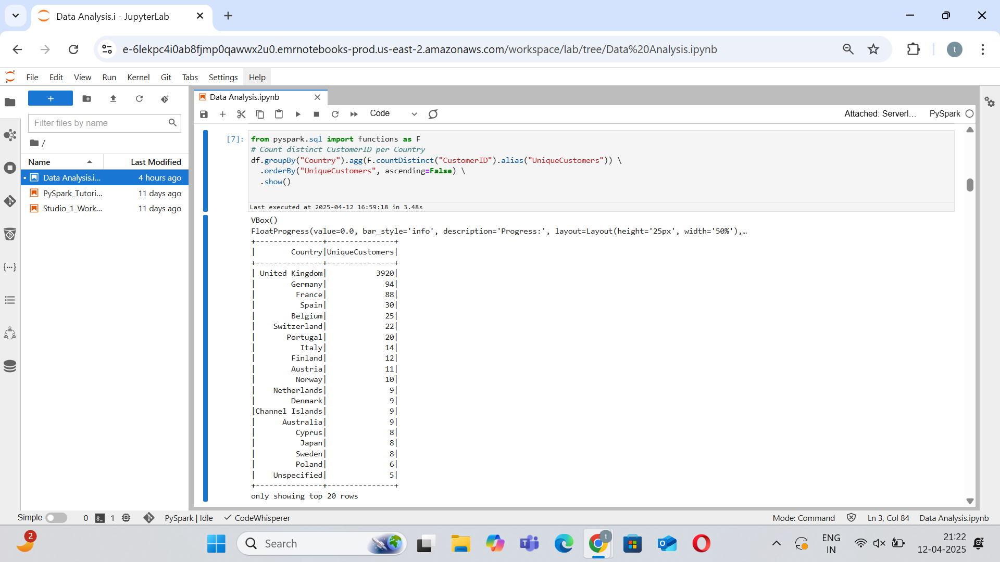 Data Analysis.i - JupyterLab
e-6lekpc4i0ab8fjmp0qawwx2u0.emrnotebooks-prod.us-east-2.amazonaws.com/workspace/lab/tree/Data%20Analysis.ipynb
t
File Edit View Run Kernel Git Tabs Settings Help
Filter files by name
/
Name Last Modified
Data Analysis.i... 4 hours ago
PySpark_Tutori... 11 days ago
Studio_1_Work... 11 days ago
Data Analysis.ipynb
Code
Attached: Serverl... PySpark
[7]: from pyspark.sql import functions as F
# Count distinct CustomerID per Country
df.groupBy("Country").agg(F.countDistinct("CustomerID").alias("UniqueCustomers")) \
  .orderBy("UniqueCustomers", ascending=False) \
  .show()
Last executed at 2025-04-12 16:59:18 in 3.48s
VBox()
FloatProgress(value=0.0, bar_style='info', description='Progress:', layout=Layout(height='25px', width='50%'),…
+---------------+---------------+
|        Country|UniqueCustomers|
+---------------+---------------+
| United Kingdom|           3920|
|        Germany|             94|
|         France|             88|
|          Spain|             30|
|        Belgium|             25|
|    Switzerland|             22|
|       Portugal|             20|
|          Italy|             14|
|        Finland|             12|
|        Austria|             11|
|         Norway|             10|
|    Netherlands|              9|
|        Denmark|              9|
|Channel Islands|              9|
|      Australia|              9|
|         Cyprus|              8|
|          Japan|              8|
|         Sweden|              8|
|         Poland|              6|
|    Unspecified|              5|
+---------------+---------------+
only showing top 20 rows
Simple 0 1 PySpark | Idle CodeWhisperer Mode: Command Ln 3, Col 84 Data Analysis.ipynb
2
Search
t
ENG
IN
21:22
12-04-2025